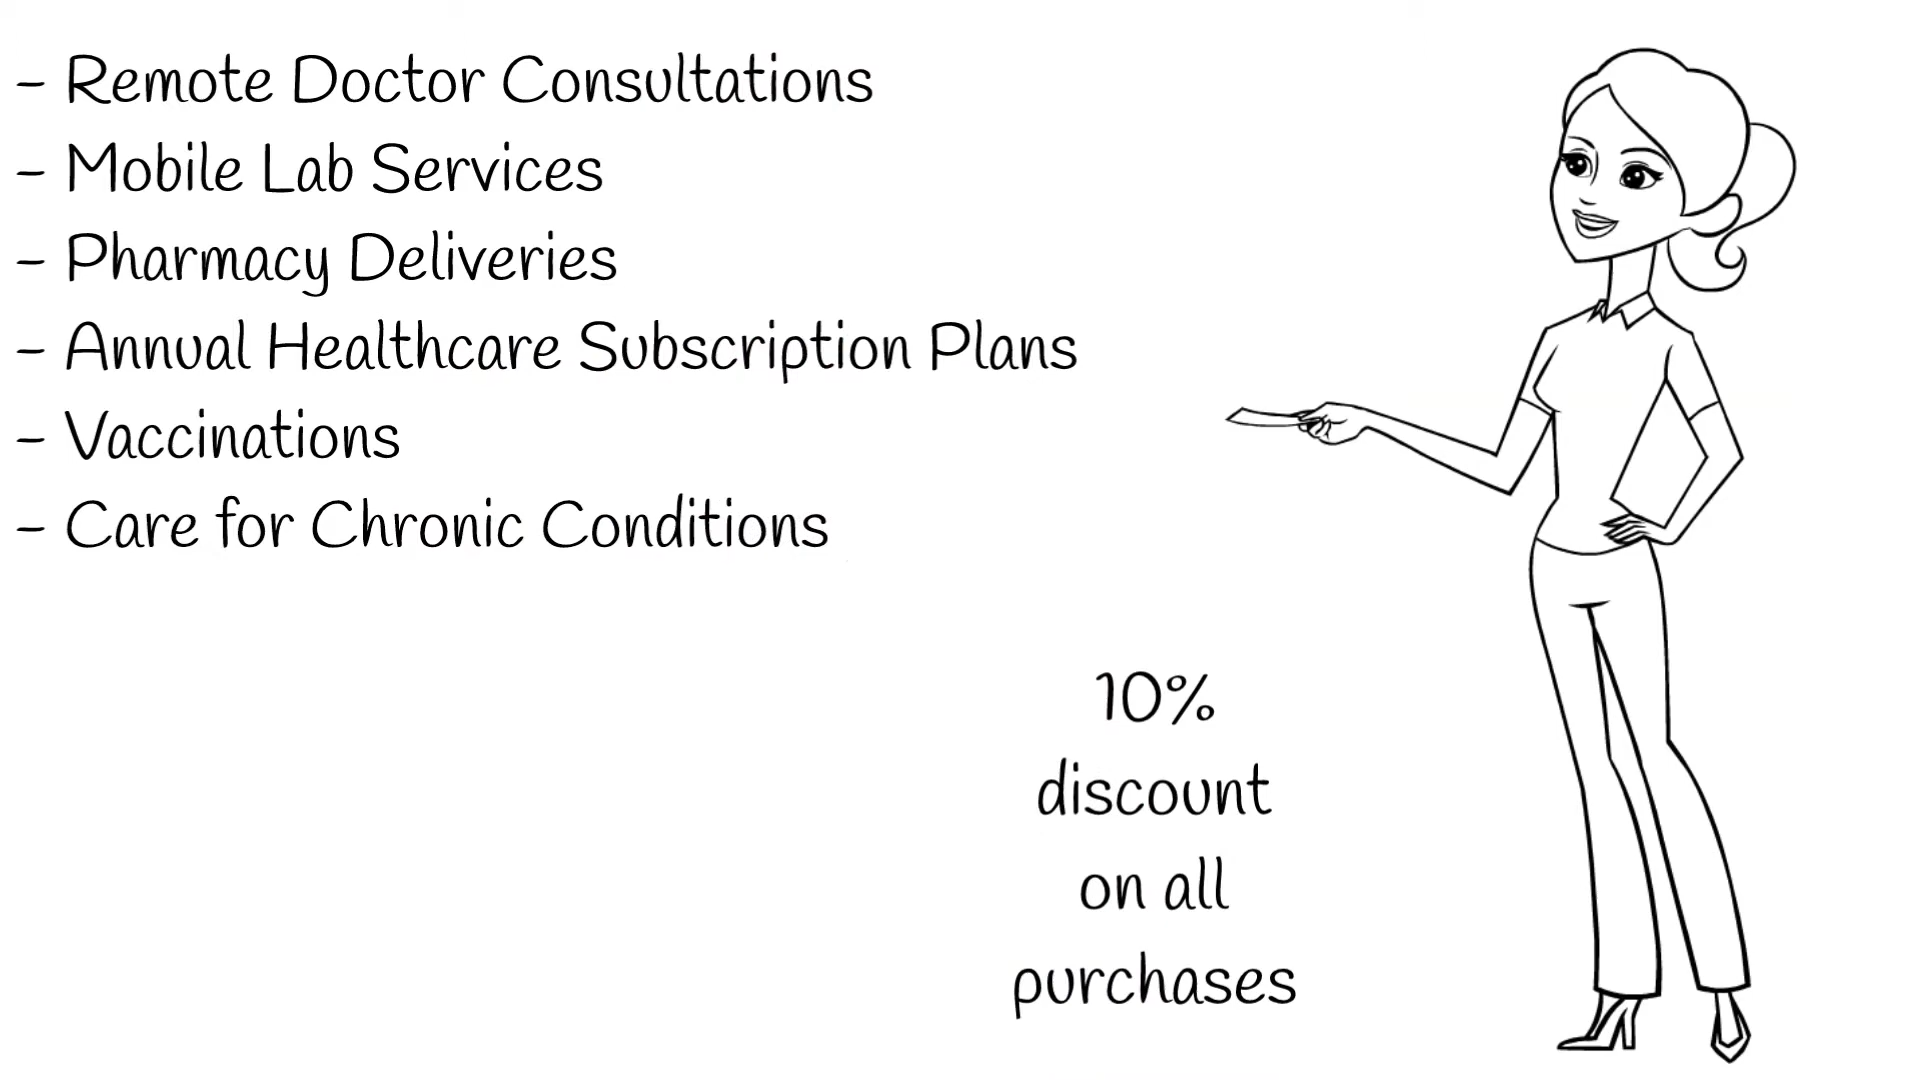 - Remote Doctor Consultations
- Mobile Lab Services
- Pharmacy Deliveries
- Annual Healthcare Subscription Plans
- Vaccinations
- Care for Chronic Conditions
10%
discount
on all
purchases